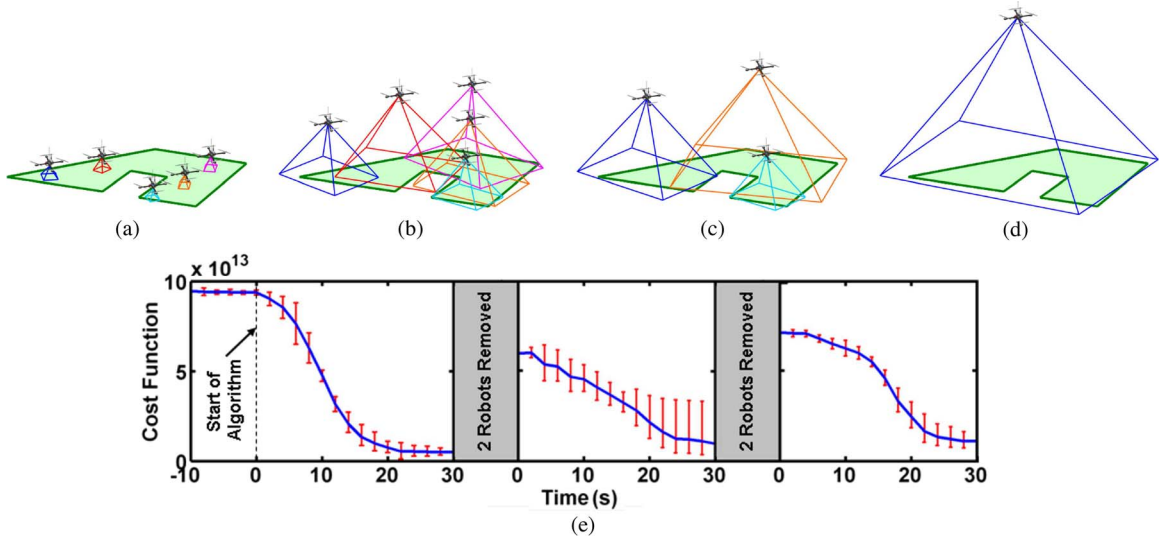 (a)
(b)
(c)
(d)
x 10^13
10
5
0
Cost Function
Start of
Algorithm
2 Robots Removed
2 Robots Removed
-10 0 10 20 30 0 10 20 30 0 10 20 30
Time (s)
(e)